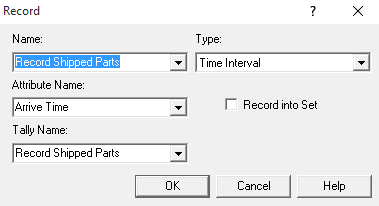 Record
Name:
Type:
Record Shipped Parts
Time Interval
Attribute Name:
Arrive Time
Record into Set
Tally Name:
Record Shipped Parts
OK
Cancel
Help